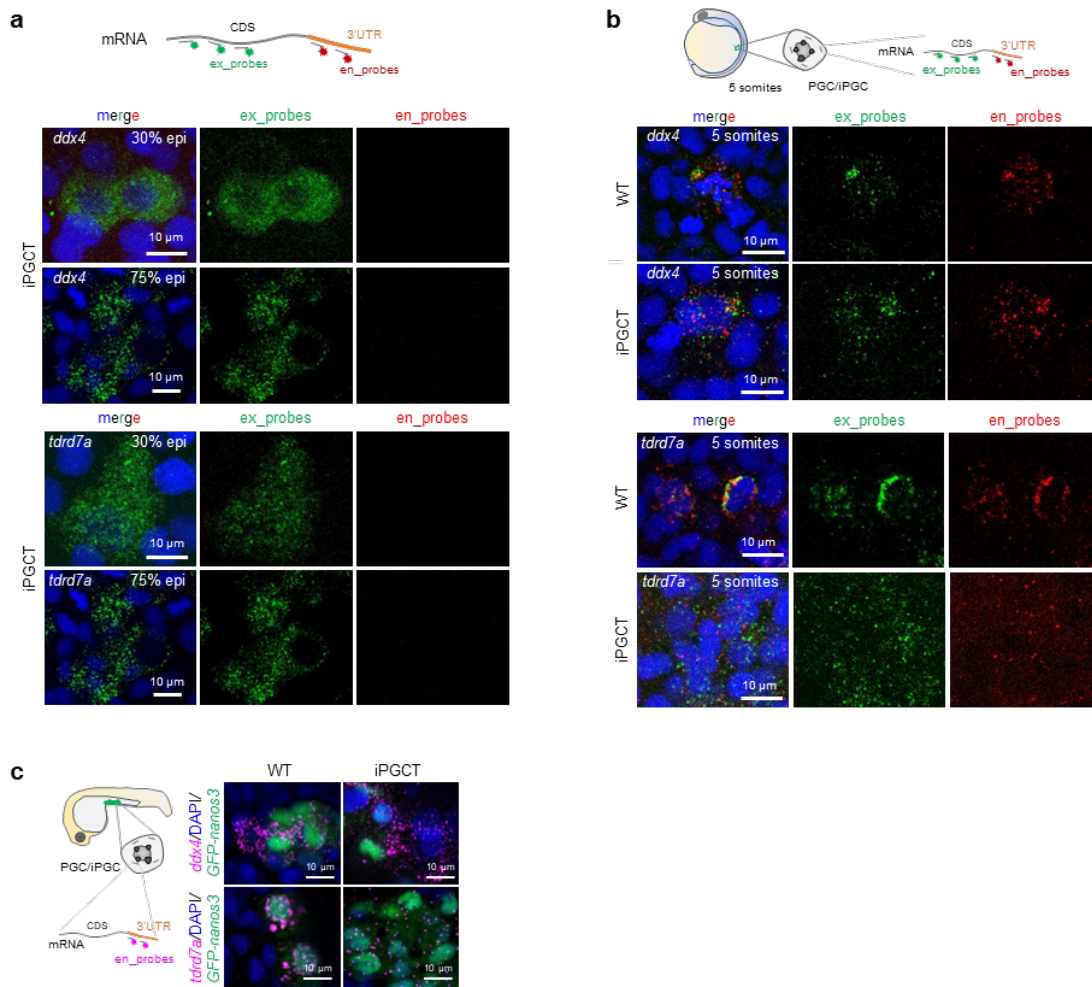 a
mRNA
CDS
3'UTR
ex_probes
en_probes
merge ex_probes en_probes
iPGCT
ddx4 30% epi
10 µm
ddx4 75% epi
10 µm
merge ex_probes en_probes
iPGCT
tdrd7a 30% epi
10 µm
tdrd7a 75% epi
10 µm
b
5 somites
PGC/iPGC
mRNA
CDS
3'UTR
ex_probes
en_probes
merge ex_probes en_probes
WT
ddx4 5 somites
10 µm
iPGCT
ddx4 5 somites
10 µm
merge ex_probes en_probes
WT
tdrd7a 5 somites
10 µm
iPGCT
tdrd7a 5 somites
10 µm
c
PGC/iPGC
CDS
3'UTR
mRNA
en_probes
WT iPGCT
ddx4/DAPI/
GFP-nanos3
10 µm
10 µm
tdrd7a/DAPI/
GFP-nanos3
10 µm
10 µm